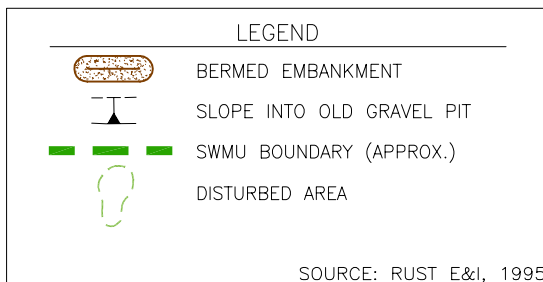 LEGEND
BERMED EMBANKMENT
SLOPE INTO OLD GRAVEL PIT
SWMU BOUNDARY (APPROX.)
DISTURBED AREA
SOURCE: RUST E&I, 1995